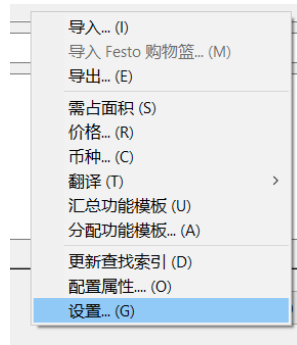 导入... (I)
导入 Festo 购物篮... (M)
导出... (E)
需占面积 (S)
价格... (R)
币种... (C)
翻译 (T)
汇总功能模板 (U)
分配功能模板... (A)
更新查找索引 (D)
配置属性.... (O)
设置... (G)